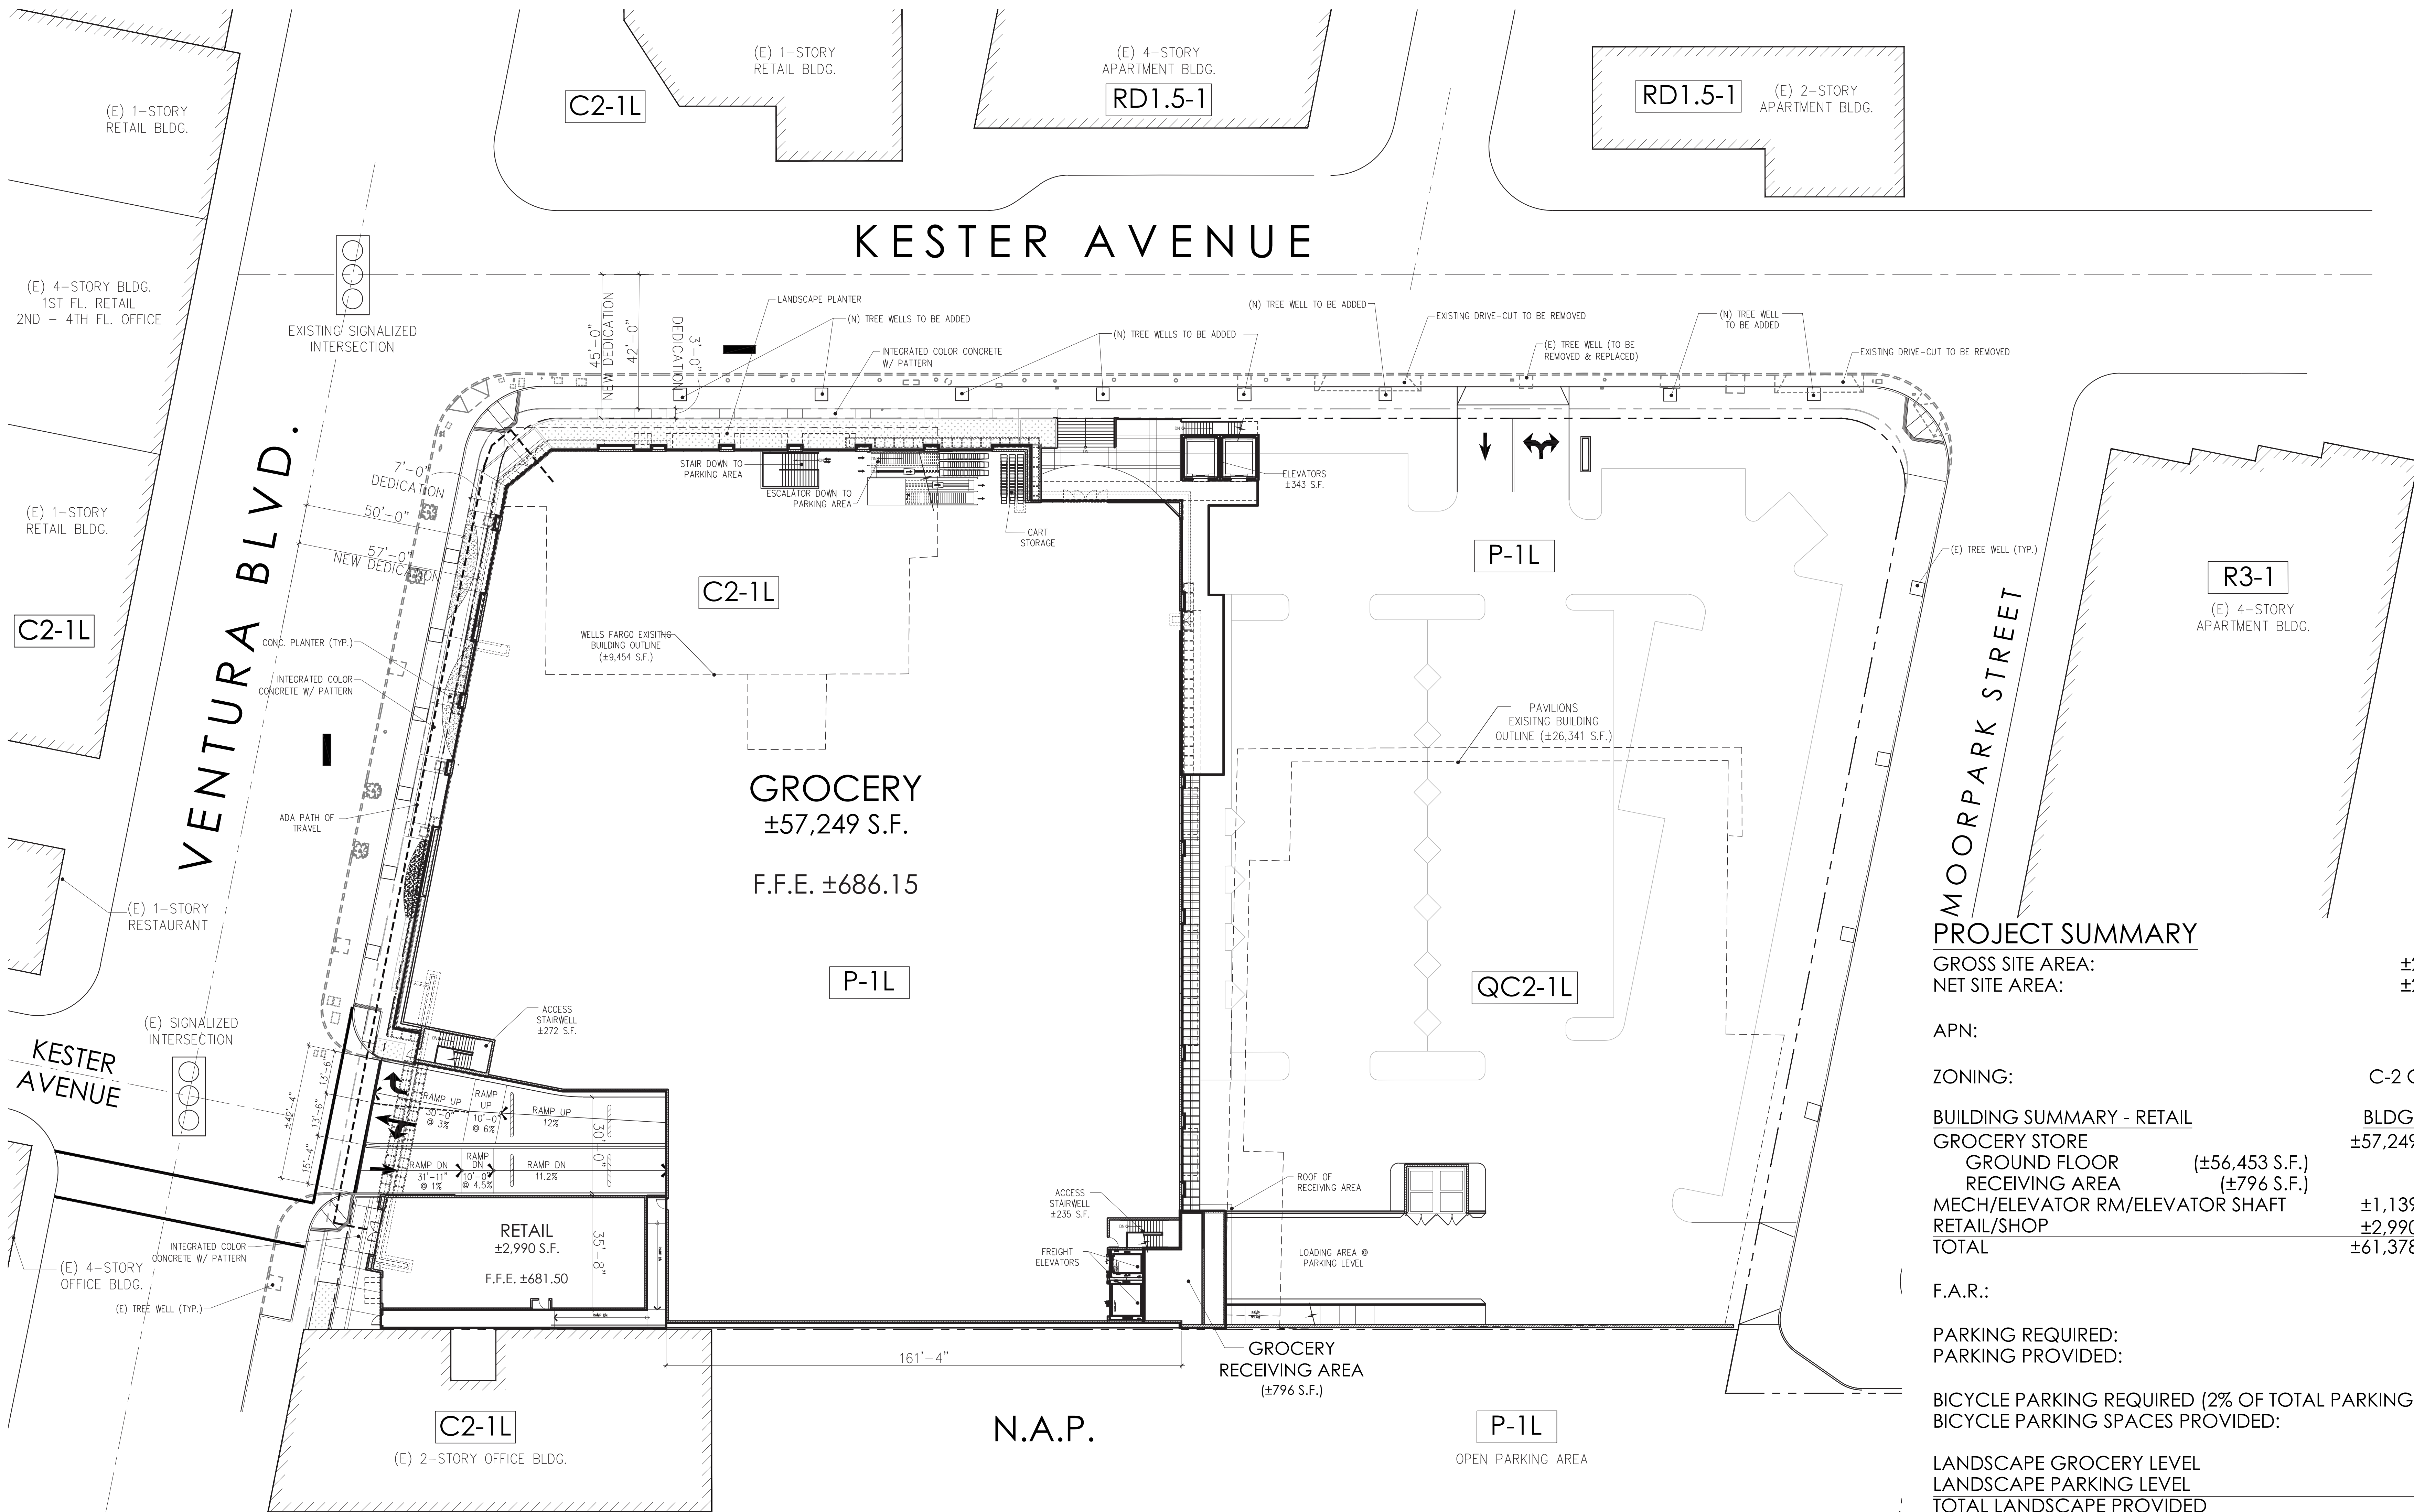 (E) 1-STORY
RETAIL BLDG.
(E) 1-STORY
RETAIL BLDG.
C2-1L
(E) 4-STORY
APARTMENT BLDG.
RD1.5-1
RD1.5-1
(E) 2-STORY
APARTMENT BLDG.
KESTER AVENUE
(E) 4-STORY BLDG.
1ST FL. RETAIL
2ND - 4TH FL. OFFICE
EXISTING SIGNALIZED
INTERSECTION
45'-0"
NEW DEDICATION
42'-0"
3'-0"
DEDICATION
LANDSCAPE PLANTER
(N) TREE WELLS TO BE ADDED
INTEGRATED COLOR CONCRETE
W/ PATTERN
(N) TREE WELLS TO BE ADDED
(N) TREE WELL TO BE ADDED
EXISTING DRIVE-CUT TO BE REMOVED
(E) TREE WELL (TO BE
REMOVED & REPLACED)
(N) TREE WELL
TO BE ADDED
EXISTING DRIVE-CUT TO BE REMOVED
VENTURA BLVD.
7'-0"
DEDICATION
50'-0"
57'-0"
NEW DEDICATION
(E) 1-STORY
RETAIL BLDG.
C2-1L
STAIR DOWN TO
PARKING AREA
ESCALATOR DOWN TO
PARKING AREA
CART
STORAGE
ELEVATORS
±343 S.F.
P-1L
(E) TREE WELL (TYP.)
MOORPARK STREET
R3-1
(E) 4-STORY
APARTMENT BLDG.
C2-1L
WELLS FARGO EXISITNG
BUILDING OUTLINE
(±9,454 S.F.)
CONC. PLANTER (TYP.)
INTEGRATED COLOR
CONCRETE W/ PATTERN
ADA PATH OF
TRAVEL
PAVILIONS
EXISITNG BUILDING
OUTLINE (±26,341 S.F.)
GROCERY
±57,249 S.F.
F.F.E. ±686.15
P-1L
QC2-1L
(E) 1-STORY
RESTAURANT
(E) SIGNALIZED
INTERSECTION
KESTER
AVENUE
ACCESS
STAIRWELL
±272 S.F.
±42'-4"
13'-6"
13'-6"
15'-4"
RAMP UP
30'-0"
@ 3%
RAMP
UP
10'-0"
@ 6%
RAMP UP
12%
30'-0"
RAMP DN
31'-11"
@ 1%
RAMP
DN
10'-0"
@ 4.5%
RAMP DN
11.2%
RETAIL
±2,990 S.F.
F.F.E. ±681.50
35'-8"
RAMP DN
INTEGRATED COLOR
CONCRETE W/ PATTERN
(E) 4-STORY
OFFICE BLDG.
(E) TREE WELL (TYP.)
ACCESS
STAIRWELL
±235 S.F.
FREIGHT
ELEVATORS
ROOF OF
RECEIVING AREA
LOADING AREA @
PARKING LEVEL
161'-4"
GROCERY
RECEIVING AREA
(±796 S.F.)
C2-1L
(E) 2-STORY OFFICE BLDG.
N.A.P.
P-1L
OPEN PARKING AREA
PROJECT SUMMARY
GROSS SITE AREA: ±2
NET SITE AREA: ±2
APN:
ZONING: C-2 C
BUILDING SUMMARY - RETAIL BLDG
GROCERY STORE ±57,249
GROUND FLOOR (±56,453 S.F.)
RECEIVING AREA (±796 S.F.)
MECH/ELEVATOR RM/ELEVATOR SHAFT ±1,139
RETAIL/SHOP ±2,990
TOTAL ±61,378
F.A.R.:
PARKING REQUIRED:
PARKING PROVIDED:
BICYCLE PARKING REQUIRED (2% OF TOTAL PARKING
BICYCLE PARKING SPACES PROVIDED:
LANDSCAPE GROCERY LEVEL
LANDSCAPE PARKING LEVEL
TOTAL LANDSCAPE PROVIDED